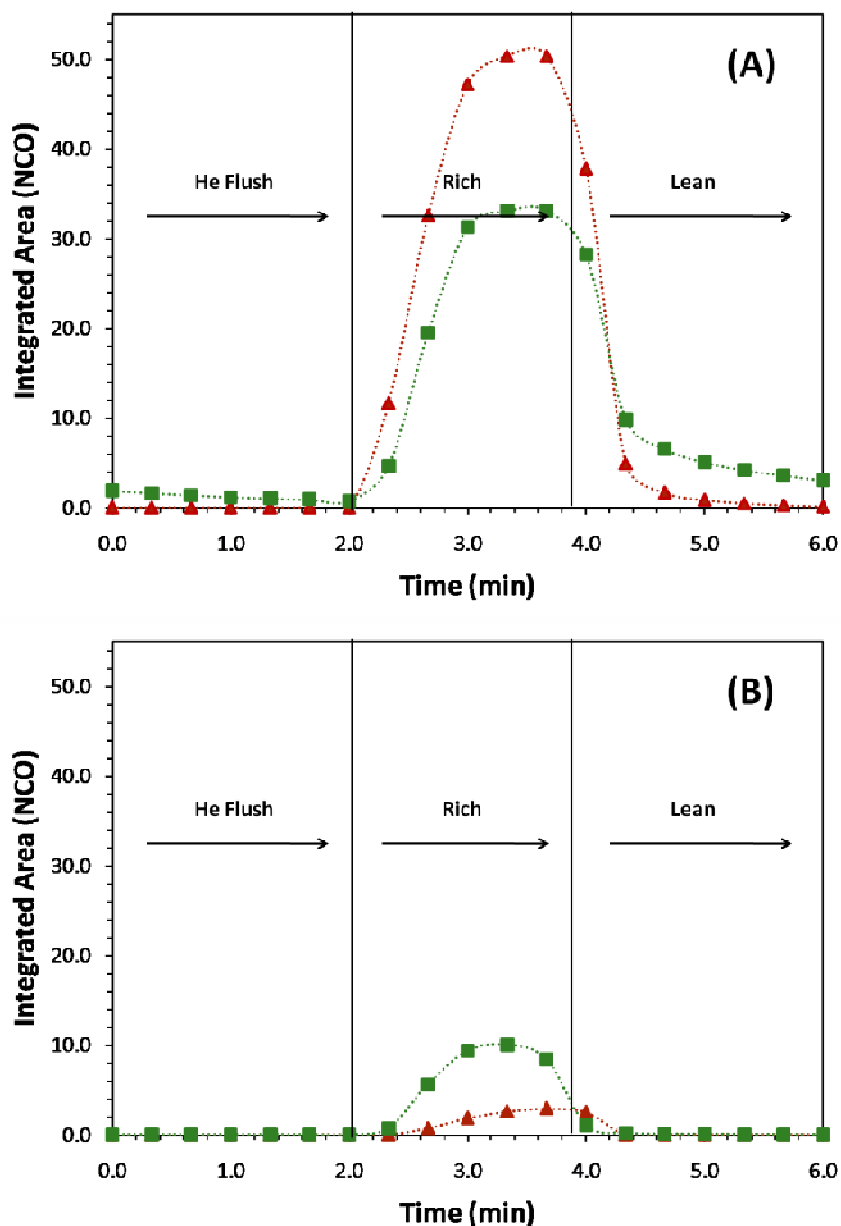 (A)
Integrated Area (NCO)
50.0
40.0
30.0
20.0
10.0
0.0
He Flush
Rich
Lean
0.0 1.0 2.0 3.0 4.0 5.0 6.0
Time (min)
(B)
Integrated Area (NCO)
50.0
40.0
30.0
20.0
10.0
0.0
He Flush
Rich
Lean
0.0 1.0 2.0 3.0 4.0 5.0 6.0
Time (min)